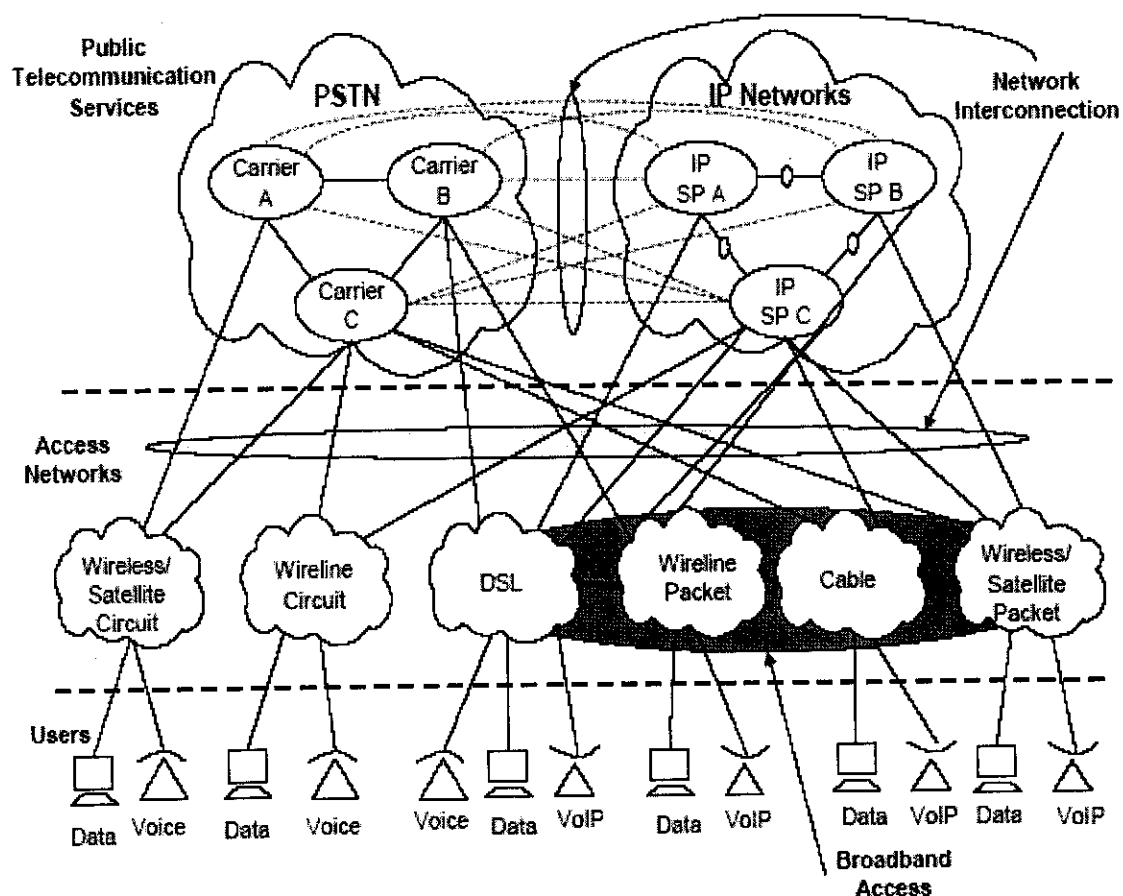 Public
Telecommunication
Services
PSTN
IP Networks
Network
Interconnection
Carrier
A
Carrier
B
IP
SP A
IP
SP B
Carrier
C
IP
SP C
Access
Networks
Wireless/
Satellite
Circuit
Wireline
Circuit
DSL
Wireline
Packet
Cable
Wireless/
Satellite
Packet
Users
Data
Voice
Data
Voice
Voice
Data
VoIP
Data
VoIP
Data
VoIP
Data
VoIP
Broadband
Access